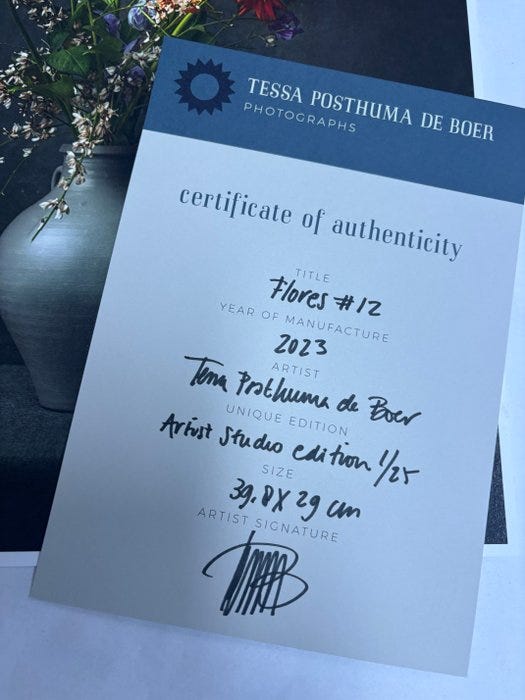 TESSA POSTHUMA DE BOER
PHOTOGRAPHS
certificate of authenticity
TITLE
Flores #12
YEAR OF MANUFACTURE
2023
ARTIST
Tessa Posthuma de Boer
UNIQUE EDITION
Artist Studio edition 1/25
SIZE
39.8 X 29 cm
ARTIST SIGNATURE